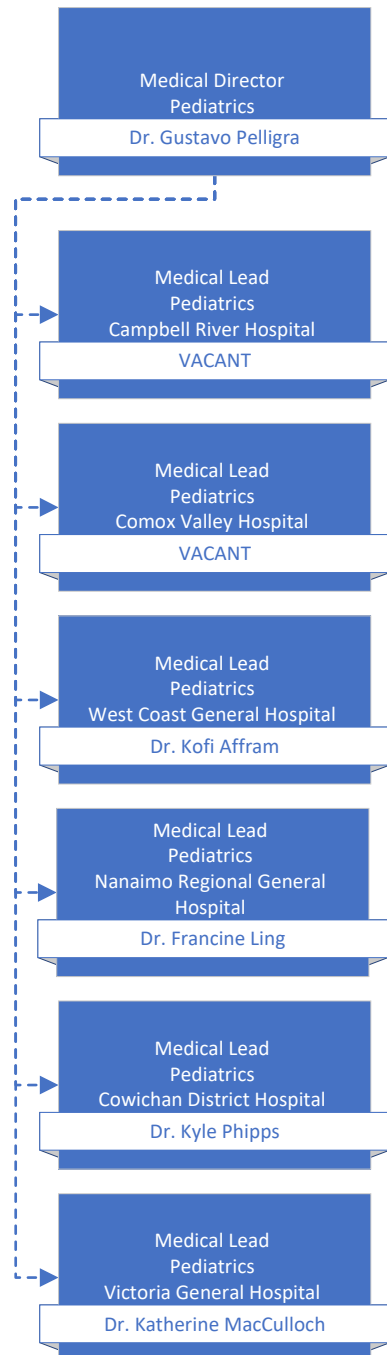 Medical Director
Pediatrics
Dr. Gustavo Pelligra
Medical Lead
Pediatrics
Campbell River Hospital
VACANT
Medical Lead
Pediatrics
Comox Valley Hospital
VACANT
Medical Lead
Pediatrics
West Coast General Hospital
Dr. Kofi Affram
Medical Lead
Pediatrics
Nanaimo Regional General
Hospital
Dr. Francine Ling
Medical Lead
Pediatrics
Cowichan District Hospital
Dr. Kyle Phipps
Medical Lead
Pediatrics
Victoria General Hospital
Dr. Katherine MacCulloch